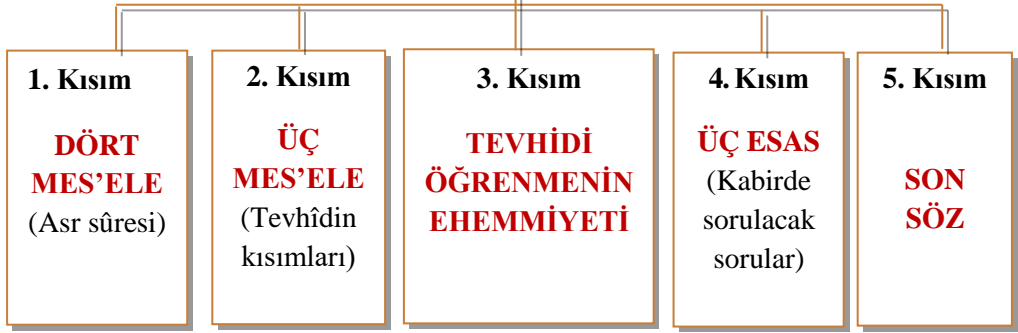 1. Kısım
DÖRT
MES’ELE
(Asr sûresi)
2. Kısım
ÜÇ
MES’ELE
(Tevhîdin
kısımları)
3. Kısım
TEVHİDİ
ÖĞRENMENİN
EHEMMİYETİ
4. Kısım
ÜÇ ESAS
(Kabirde
sorulacak
sorular)
5. Kısım
SON
SÖZ